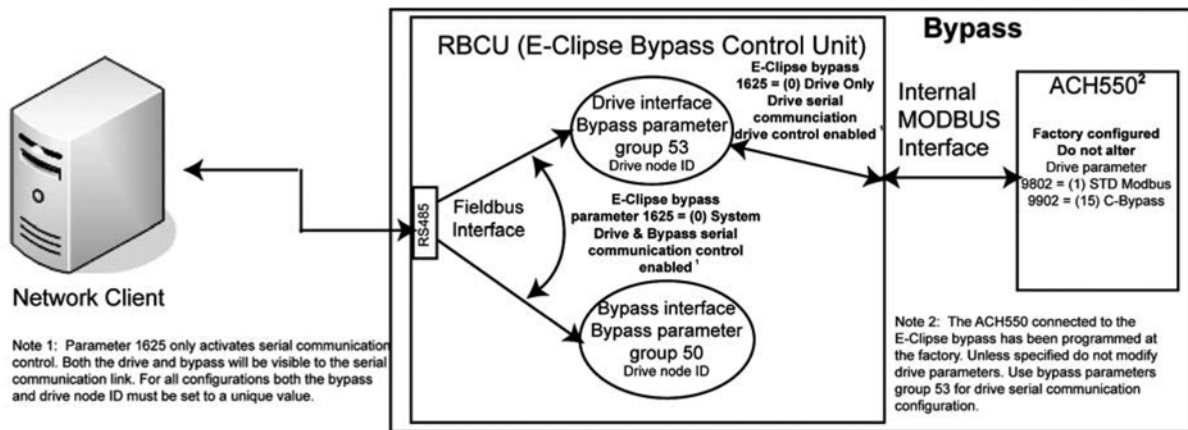 Bypass
RBCU (E-Clipse Bypass Control Unit)
E-Clipse bypass
1625 = (0) Drive Only
Drive serial
communciation
drive control enabled ¹
Drive interface
Bypass parameter
group 53
Drive node ID
Internal
MODBUS
Interface
ACH550²
Factory configured
Do not alter
Drive parameter
9802 = (1) STD Modbus
9902 = (15) C-Bypass
RS485
Fieldbus
Interface
E-Clipse bypass
parameter 1625 = (0) System
Drive & Bypass serial
communication control
enabled ¹
Bypass interface
Bypass parameter
group 50
Drive node ID
Network Client
Note 1: Parameter 1625 only activates serial communication
control. Both the drive and bypass will be visible to the serial
communication link. For all configurations both the bypass
and drive node ID must be set to a unique value.
Note 2: The ACH550 connected to the
E-Clipse bypass has been programmed at
the factory. Unless specified do not modify
drive parameters. Use bypass parameters
group 53 for drive serial communication
configuration.